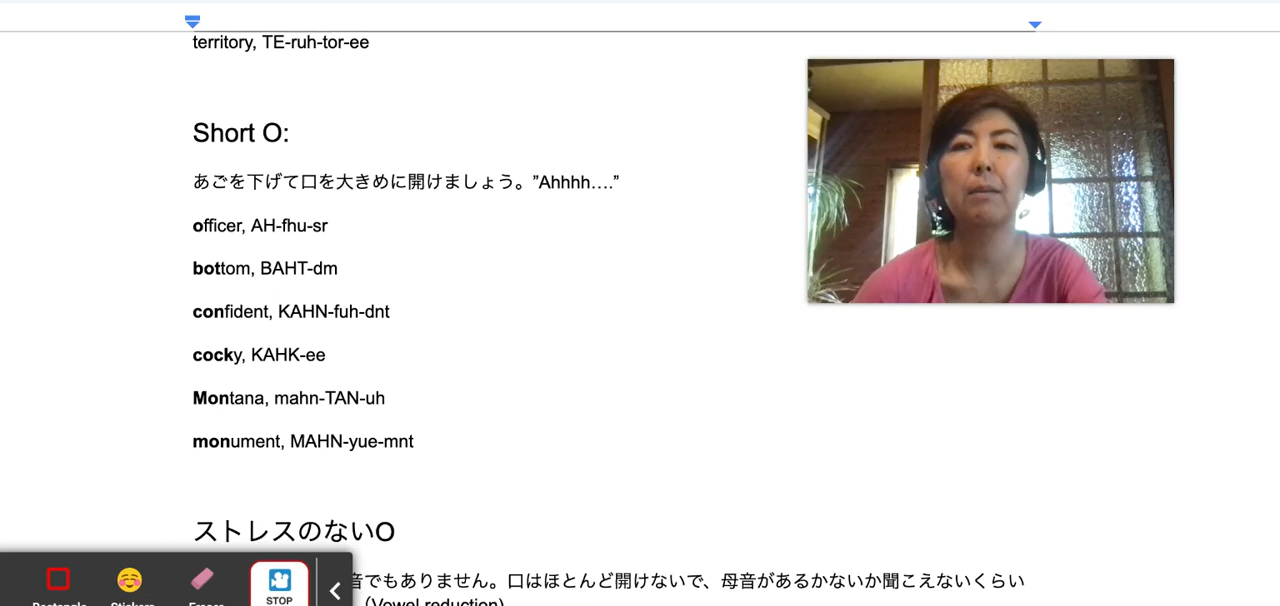 territory, TE-ruh-tor-ee
Short O:
あごを下げて口を大きめに開けましょう。”Ahhhh….”
officer, AH-fhu-sr
bottom, BAHT-dm
confident, KAHN-fuh-dnt
cocky, KAHK-ee
Montana, mahn-TAN-uh
monument, MAHN-yue-mnt
ストレスのないO
音でもありません。口はほとんど開けないで、母音があるかないか聞こえないくらい
(Vowel reduction)
Rectangle Stickers Eraser STOP